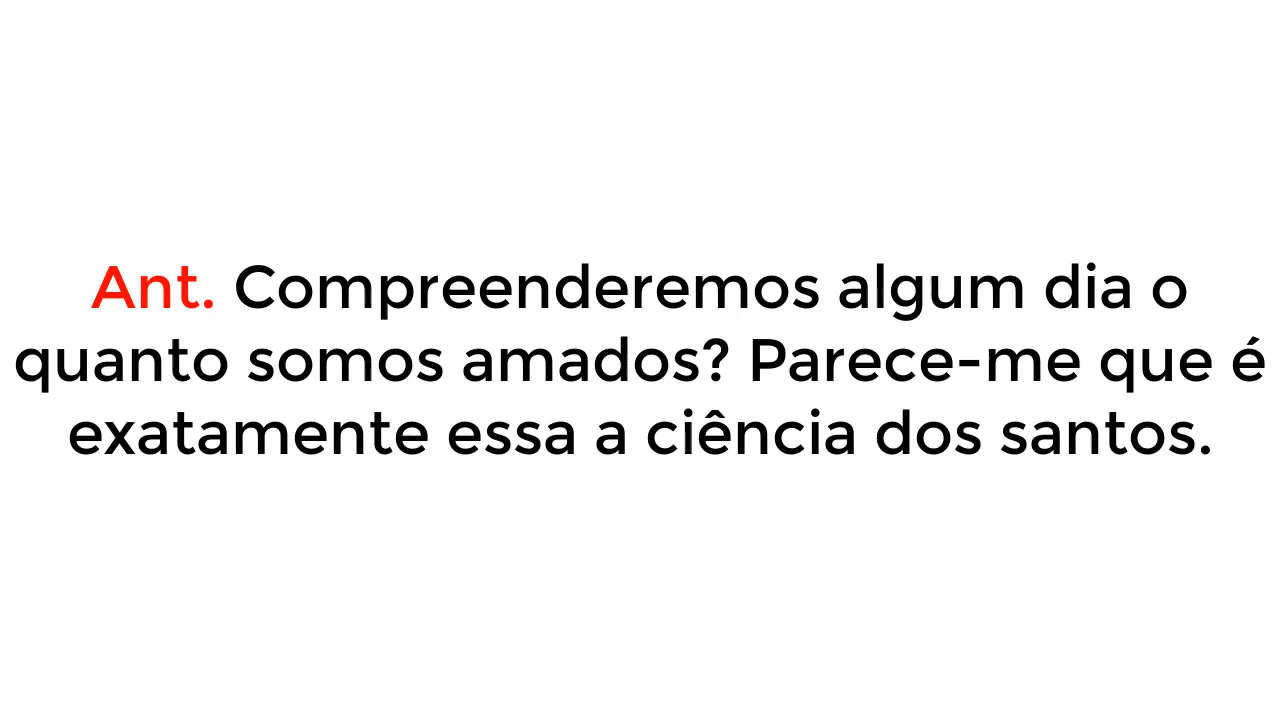 Ant. Compreenderemos algum dia o
quanto somos amados? Parece-me que é
exatamente essa a ciência dos santos.